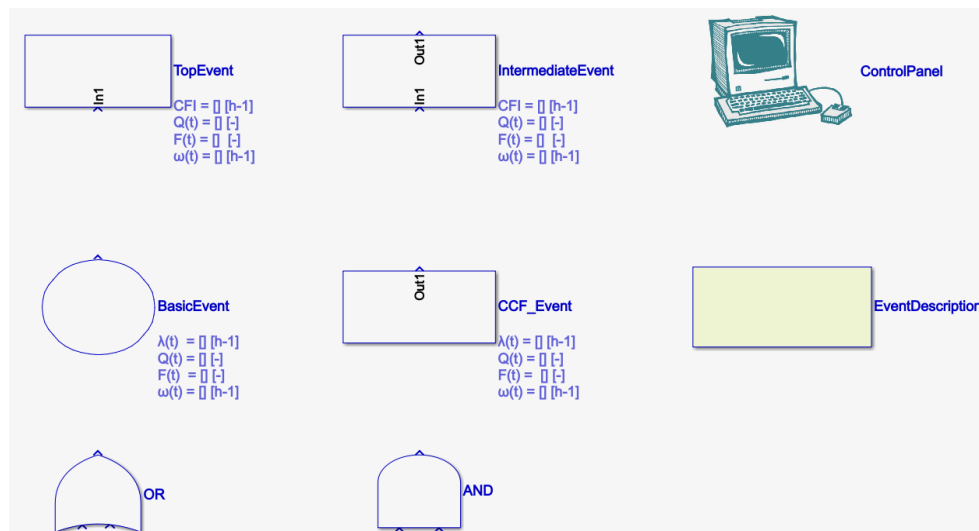 Out1
TopEvent
IntermediateEvent
ControlPanel
In1
In1
CFI = [] [h-1]
Q(t) = [] [-]
F(t) = []  [-]
ω(t) = [] [h-1]
CFI = [] [h-1]
Q(t) = [] [-]
F(t) = []  [-]
ω(t) = [] [h-1]
Out1
BasicEvent
CCF_Event
EventDescription
λ(t)  = [] [h-1]
Q(t) = [] [-]
F(t)  = [] [-]
ω(t) = [] [h-1]
λ(t) = [] [h-1]
Q(t) = [] [-]
F(t) =  [] [-]
ω(t) = [] [h-1]
OR
AND